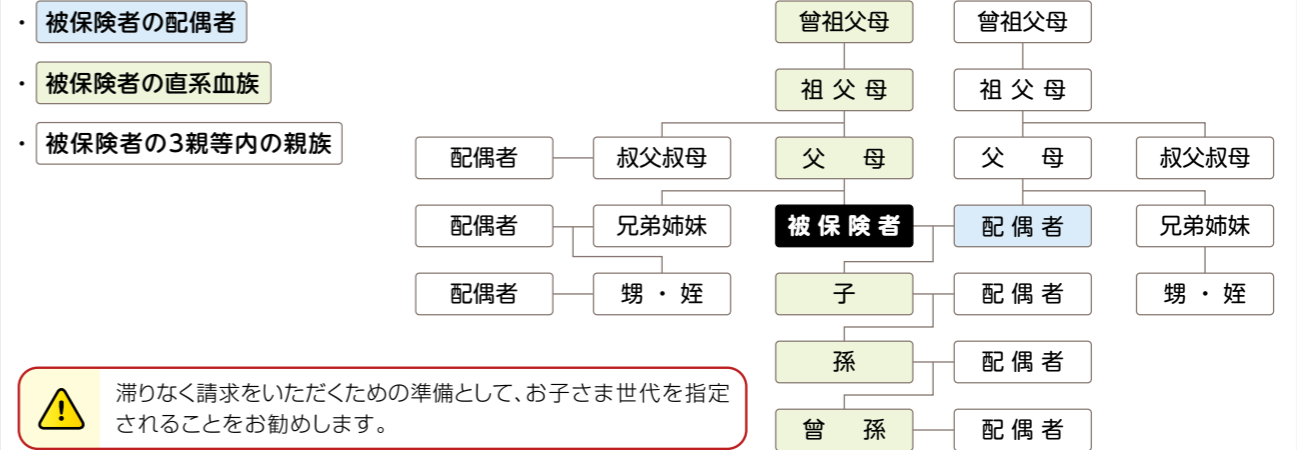 ・ 被保険者の配偶者
・ 被保険者の直系血族
・ 被保険者の3親等内の親族
曾祖父母 曾祖父母
祖父母 祖父母
配偶者 叔父叔母 父 母 父 母 叔父叔母
配偶者 兄弟姉妹 被保険者 配偶者 兄弟姉妹
配偶者 甥・姪 子 配偶者 甥・姪
孫 配偶者
曾 孫 配偶者
滞りなく請求をいただくための準備として、お子さま世代を指定
されることをお勧めします。